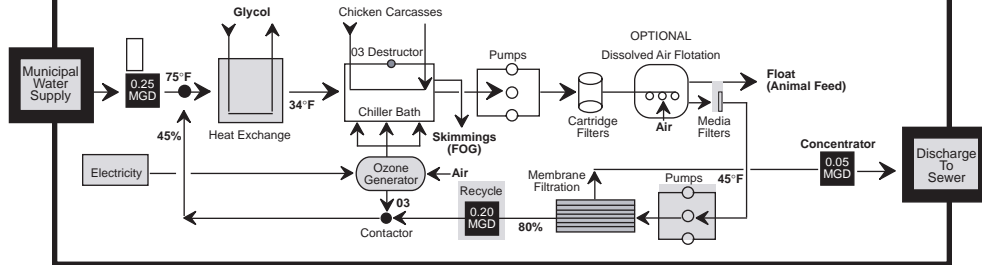 Glycol
Chicken Carcasses
OPTIONAL
Dissolved Air Flotation
03 Destructor
Pumps
Municipal
Water
Supply
0.25
MGD
75°F
34°F
Heat Exchange
Chiller Bath
Skimmings
(FOG)
Cartridge
Filters
Air
Media
Filters
Float
(Animal Feed)
45%
Electricity
Ozone
Generator
Air
03
Contactor
Recycle
0.20
MGD
80%
Membrane
Filtration
Pumps
45°F
Concentrator
0.05
MGD
Discharge
To
Sewer